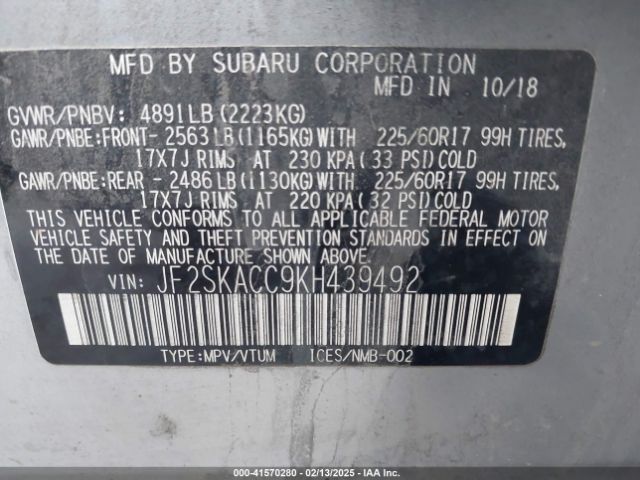 MFD BY SUBARU CORPORATION
MFD IN 10/18
GVWR/PNBV: 4891LB (2223KG)
GAWR/PNBE:FRONT- 2563LB(1165KG)WITH 225/60R17 99H TIRES,
17X7J RIMS AT 230 KPA (33 PSI)COLD
GAWR/PNBE:REAR - 2486LB(1130KG)WITH 225/60R17 99H TIRES,
17X7J RIMS AT 220 KPA(32 PSI) COLD
THIS VEHICLE CONFORMS TO ALL APPLICABLE FEDERAL MOTOR
VEHICLE SAFETY AND THEFT PREVENTION STANDARDS IN EFFECT ON
THE DATE OF MANUFACTURE SHOWN ABOVE.
VIN: JF2SKACC9KH439492
TYPE:MPV/VTUM ICES/NMB-002
000-41570280 - 02/13/2025 - IAA Inc.